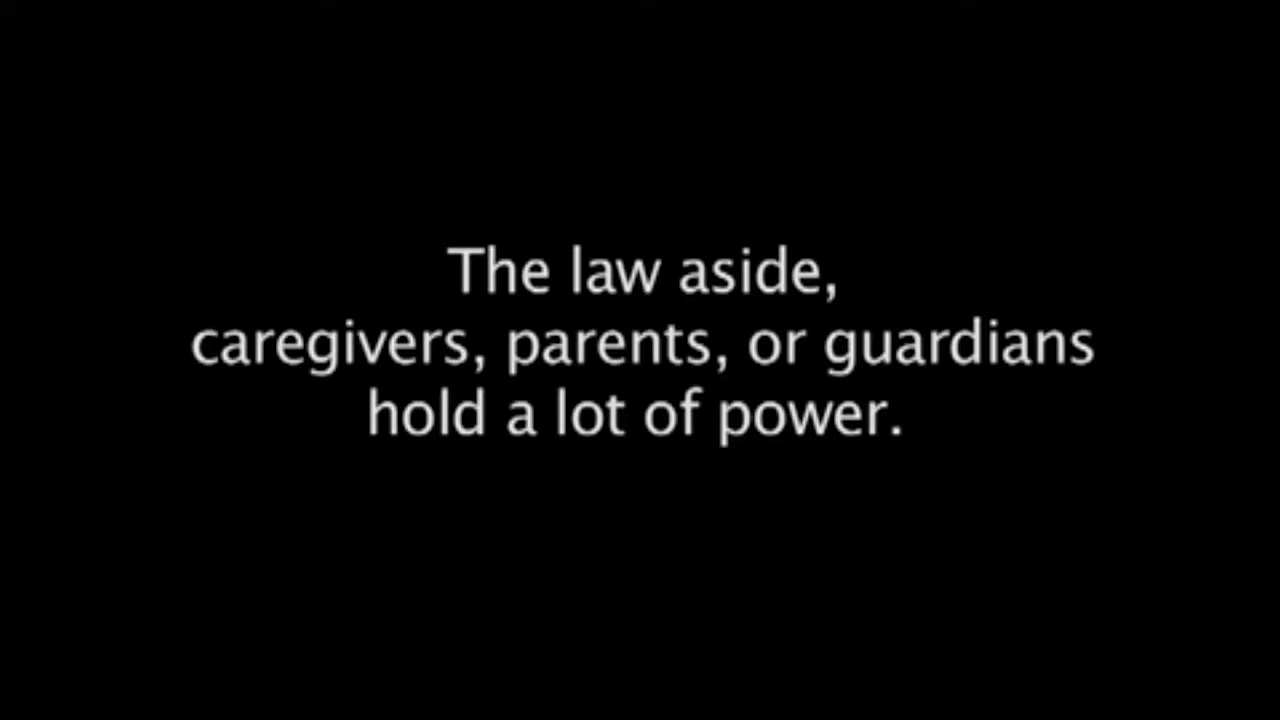 The law aside,
caregivers, parents, or guardians
hold a lot of power.